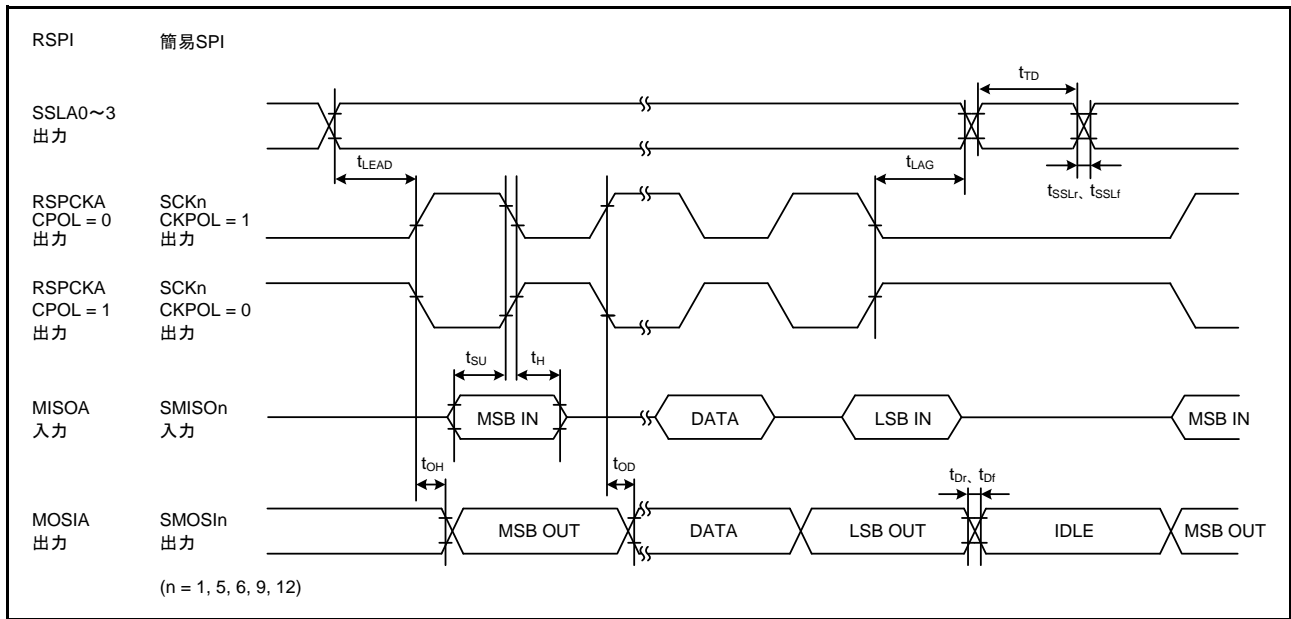 RSPI 簡易SPI
tTD
SSLA0～3
出力
tLEAD
tLAG
tSSLr、tSSLf
RSPCKA SCKn
CPOL = 0 CKPOL = 1
出力 出力
RSPCKA SCKn
CPOL = 1 CKPOL = 0
出力 出力
tSU tH
MISOA SMISOn
入力 入力
MSB IN DATA LSB IN MSB IN
tOH tOD tDr、tDf
MOSIA SMOSIn
出力 出力
MSB OUT DATA LSB OUT IDLE MSB OUT
(n = 1, 5, 6, 9, 12)